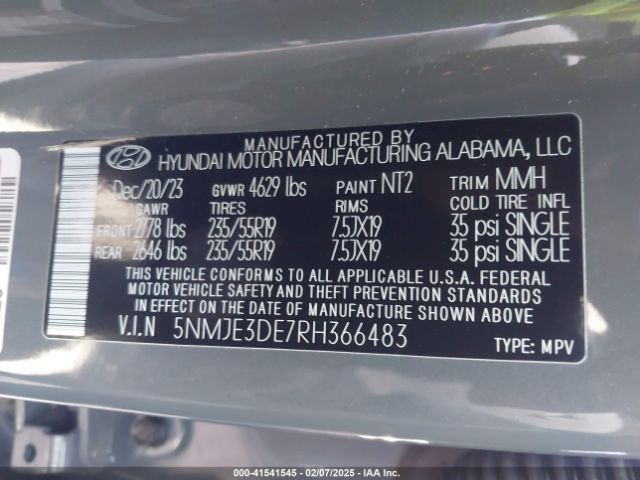 MANUFACTURED BY
HYUNDAI MOTOR MANUFACTURING ALABAMA, LLC
Dec/20/23 GVWR 4629 lbs PAINT NT2 TRIM MMH
GAWR TIRES RIMS COLD TIRE INFL
FRONT 2778 lbs 235/55R19 7.5JX19 35 psi SINGLE
REAR 2646 lbs 235/55R19 7.5JX19 35 psi SINGLE
THIS VEHICLE CONFORMS TO ALL APPLICABLE U.S.A. FEDERAL
MOTOR VEHICLE SAFETY AND THEFT PREVENTION STANDARDS
IN EFFECT ON THE DATE OF MANUFACTURE SHOWN ABOVE.
V.I.N 5NMJE3DE7RH366483
TYPE: MPV
COPART: 00000 - 41541545 - 02/07/2025 - IAA Inc.